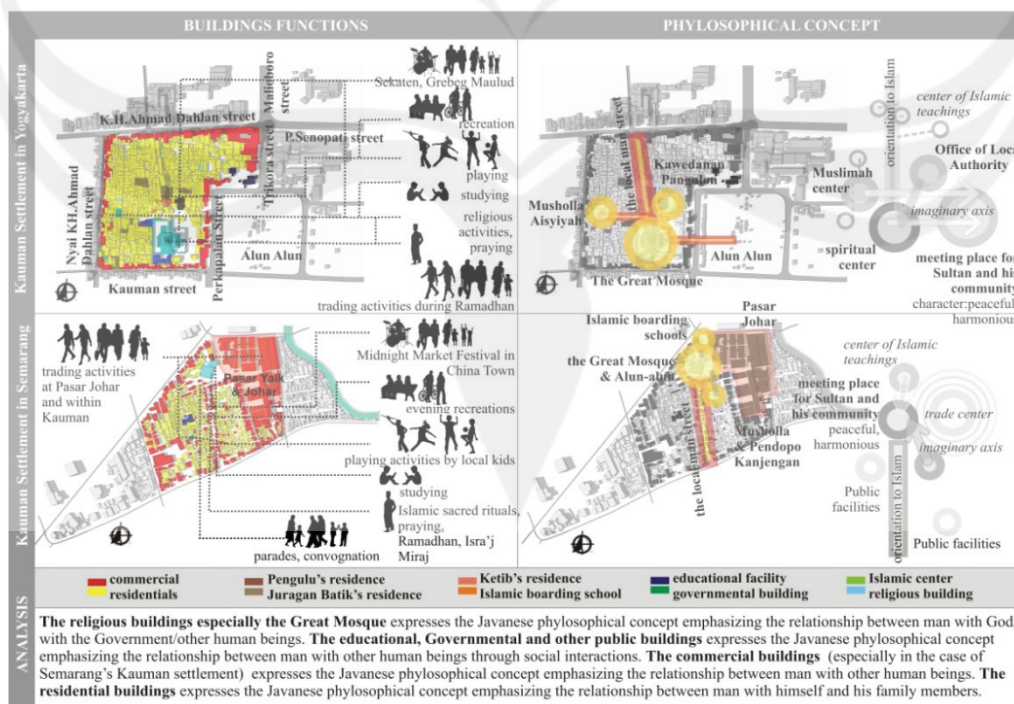 BUILDINGS FUNCTIONS
PHYLOSOPHICAL CONCEPT
Kauman Settlement in Yogyakarta
K.H.Ahmad Dahlan street
Malioboro street
Trikora street
P.Senopati street
Nyai KH.Ahmad Dahlan street
Perkapalan Street
Alun Alun
Kauman street
Sekaten, Grebeg Maulud
recreation
playing
studying
religious
activities,
praying
trading activities during Ramadhan
the local main street
Kawedanan
Pangulon
Musholla
Aisyiyah
Alun Alun
The Great Mosque
orientation to Islam
center of Islamic
teachings
Office of Local
Authority
Muslimah
center
imaginary axis
spiritual
center
meeting place for
Sultan and his
community
character:peaceful,
harmonious
Kauman Settlement in Semarang
trading activities
at Pasar Johar
and within
Kauman
Pasar Yaik
& Johar
Midnight Market Festival in
China Town
evening recreations
playing activities by local kids
studying
Islamic sacred rituals,
praying,
Ramadhan, Isra'j
Miraj
parades, convognation
Islamic boarding
schools
Pasar
Johar
the Great Mosque
& Alun-alun
the local main street
Musholla
& Pendopo
Kanjengan
center of Islamic
teachings
meeting place
for Sultan and
his community
peaceful,
harmonious
trade center
imaginary axis
Public
facilities
orientation to Islam
Public facilities
commercial
residentials
Pengulu's residence
Juragan Batik's residence
Ketib's residence
Islamic boarding school
educational facility
governmental building
Islamic center
religious building
ANALYSIS
The religious buildings especially the Great Mosque expresses the Javanese phylosophical concept emphasizing the relationship between man with God,
with the Government/other human beings. The educational, Governmental and other public buildings expresses the Javanese phylosophical concept
emphasizing the relationship between man with other human beings through social interactions. The commercial buildings (especially in the case of
Semarang's Kauman settlement) expresses the Javanese phylosophical concept emphasizing the relationship between man with other human beings. The
residential buildings expresses the Javanese phylosophical concept emphasizing the relationship between man with himself and his family members.